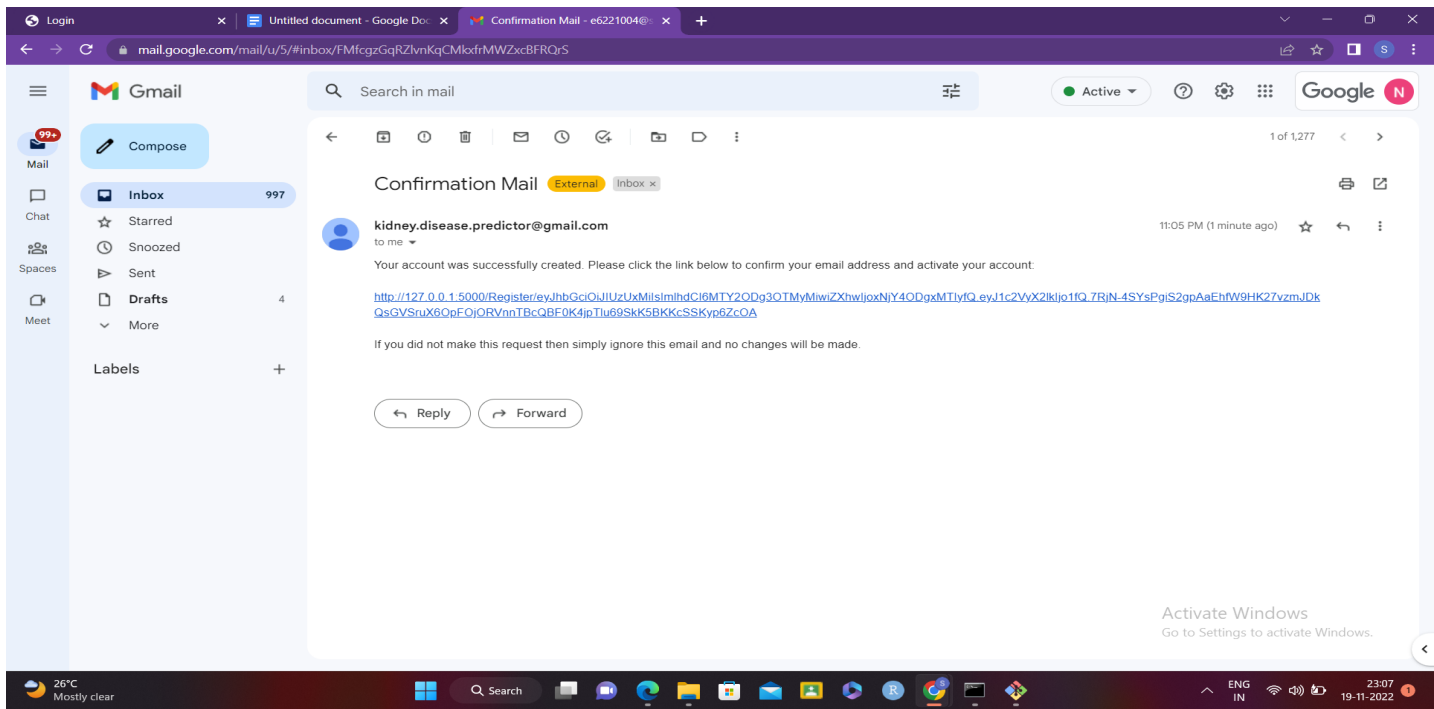 Login
Untitled document - Google Doc
Confirmation Mail - e6221004@s
mail.google.com/mail/u/5/#inbox/FMfcgzGqRZlvnKqCMkxfrMWZxcBFRQrS
S
Gmail
Search in mail
Active
Google
N
99+
Mail
Chat
Spaces
Meet
Compose
Inbox 997
Starred
Snoozed
Sent
Drafts 4
More
Labels
1 of 1,277
Confirmation Mail External Inbox ×
kidney.disease.predictor@gmail.com 11:05 PM (1 minute ago)
to me
Your account was successfully created. Please click the link below to confirm your email address and activate your account:
http://127.0.0.1:5000/Register/eyJhbGciOiJIUzUxMiIsImlhdCI6MTY2ODg3OTMyMiwiZXhwIjoxNjY4ODgxMTIyfQ.eyJ1c2VyX2lkIjo1fQ.7RjN-4SYsPgiS2gpAaEhfW9HK27vzmJDk
QsGVSruX6OpFOjORVnnTBcQBF0K4jpTlu69SkK5BKKcSSKyp6ZcOA
If you did not make this request then simply ignore this email and no changes will be made.
Reply Forward
Activate Windows
Go to Settings to activate Windows.
26°C
Mostly clear
Search
R
S
ENG
IN
23:07
19-11-2022
1